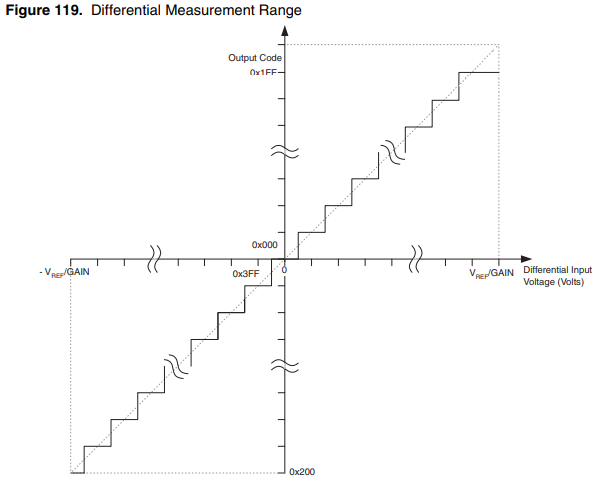 Figure 119. Differential Measurement Range
Output Code
0x1FF
0x000
- VREF/GAIN
0x3FF
0
VREF/GAIN
Differential Input
Voltage (Volts)
0x200